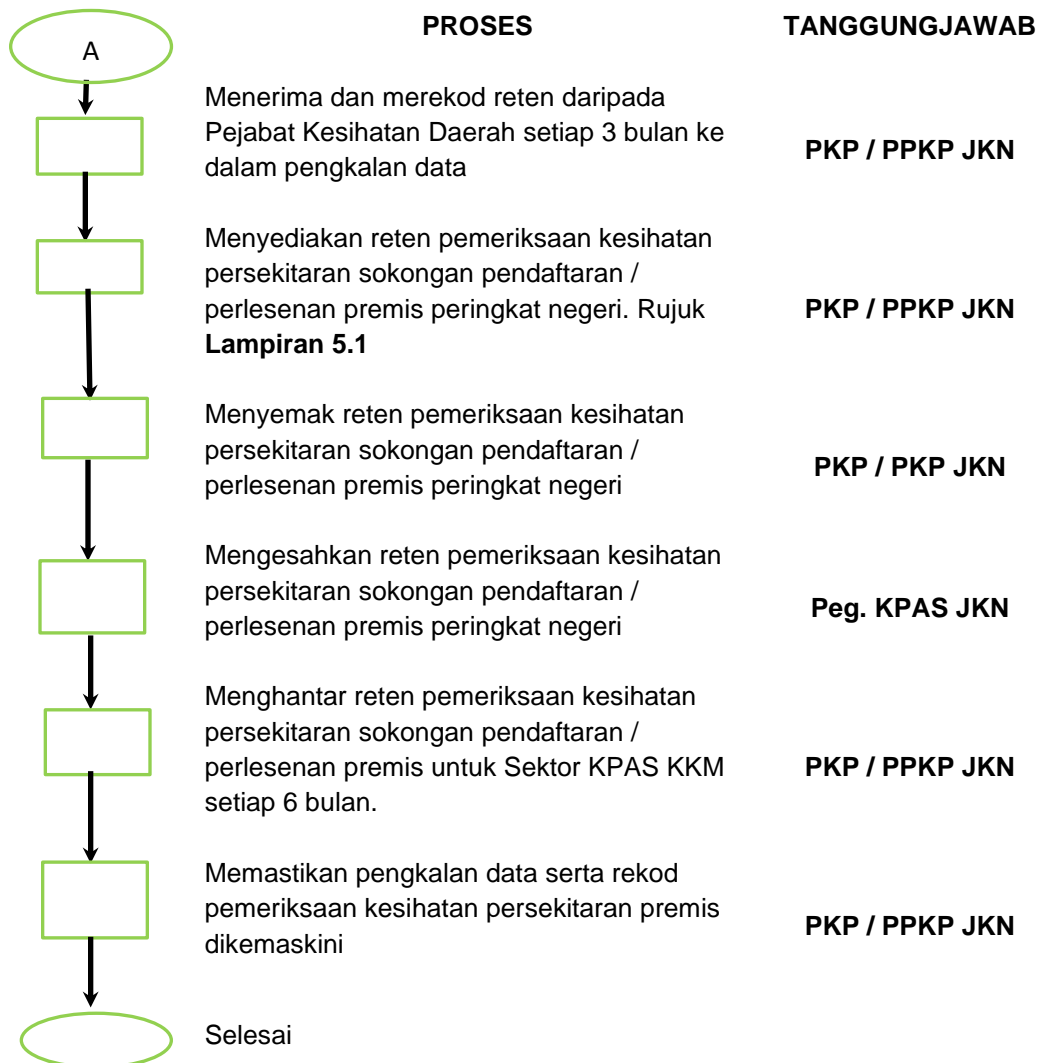 PROSES TANGGUNGJAWAB
A
Menerima dan merekod reten daripada
Pejabat Kesihatan Daerah setiap 3 bulan ke
dalam pengkalan data
PKP / PPKP JKN
Menyediakan reten pemeriksaan kesihatan
persekitaran sokongan pendaftaran /
perlesenan premis peringkat negeri. Rujuk
Lampiran 5.1
PKP / PPKP JKN
Menyemak reten pemeriksaan kesihatan
persekitaran sokongan pendaftaran /
perlesenan premis peringkat negeri
PKP / PKP JKN
Mengesahkan reten pemeriksaan kesihatan
persekitaran sokongan pendaftaran /
perlesenan premis peringkat negeri
Peg. KPAS JKN
Menghantar reten pemeriksaan kesihatan
persekitaran sokongan pendaftaran /
perlesenan premis untuk Sektor KPAS KKM
setiap 6 bulan.
PKP / PPKP JKN
Memastikan pengkalan data serta rekod
pemeriksaan kesihatan persekitaran premis
dikemaskini
PKP / PPKP JKN
Selesai